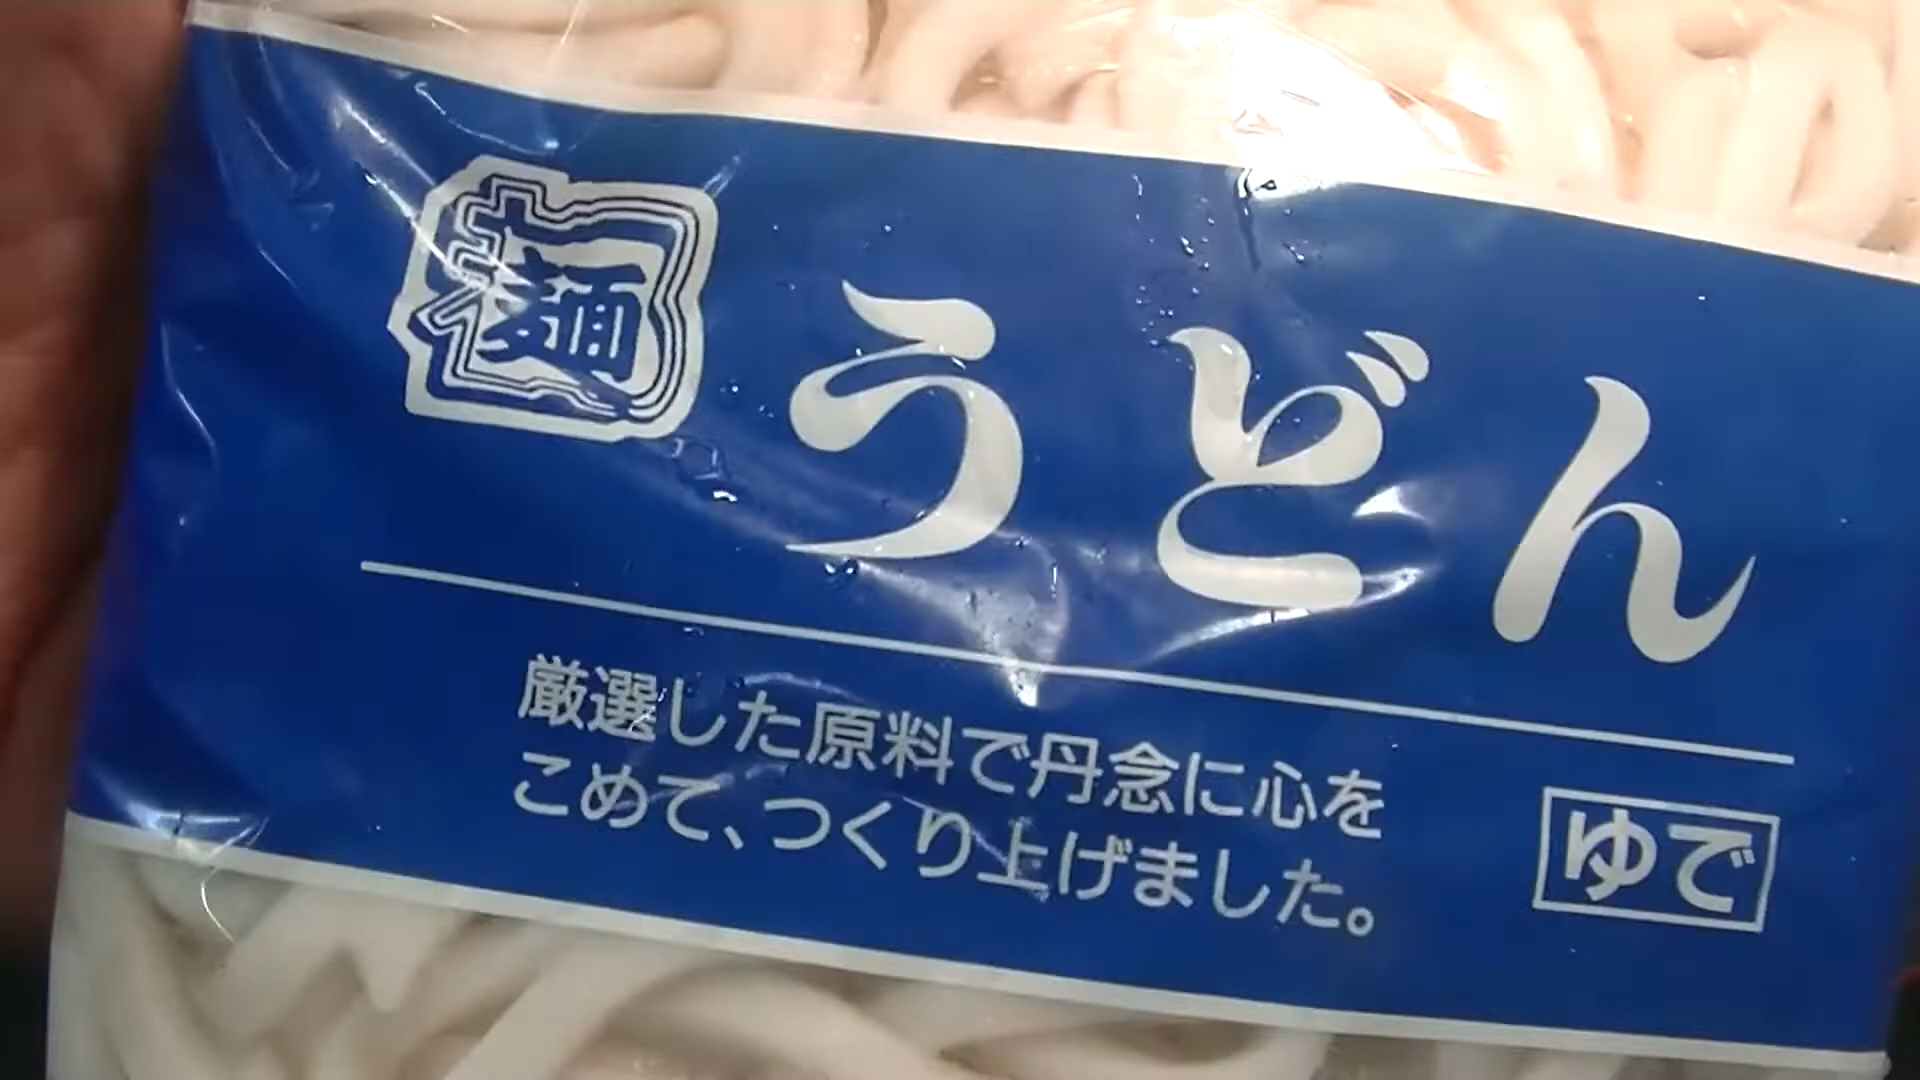 麺
うどん
厳選した原料で丹念に心を
こめて、つくり上げました。
ゆで